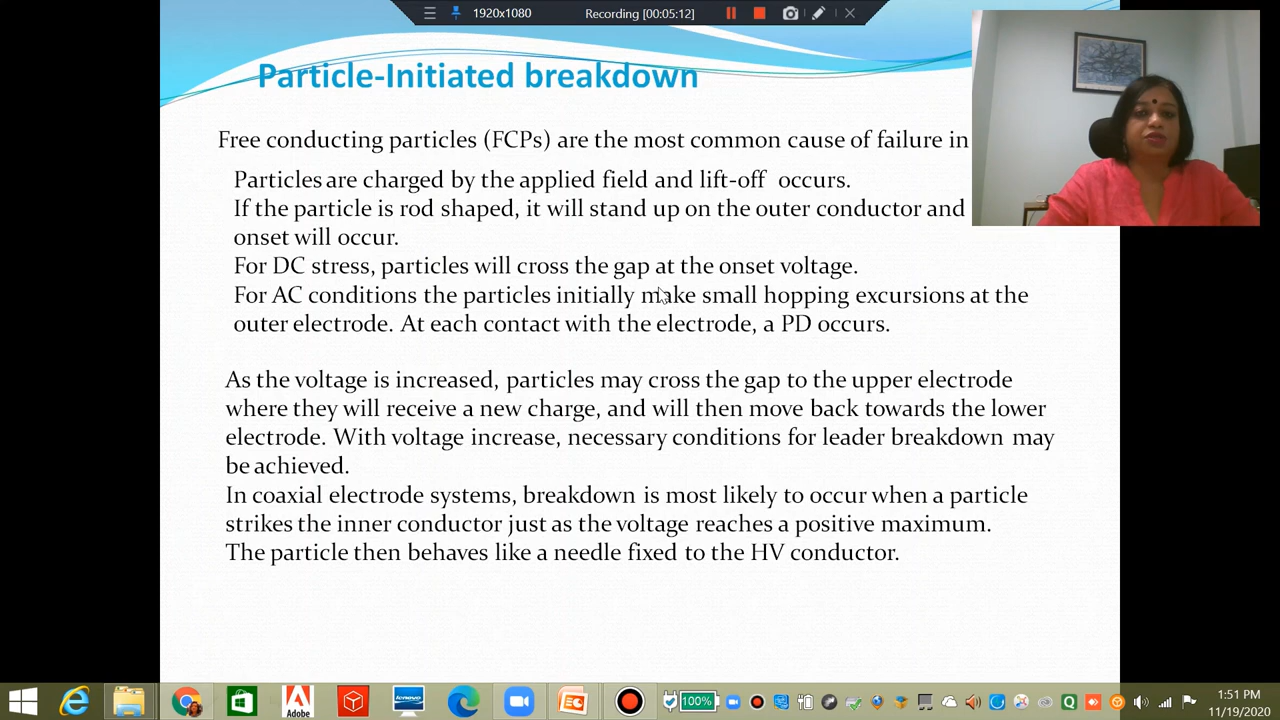 1920x1080
Recording [00:05:12]
Particle-Initiated breakdown
Free conducting particles (FCPs) are the most common cause of failure in
Particles are charged by the applied field and lift-off occurs.
If the particle is rod shaped, it will stand up on the outer conductor and
onset will occur.
For DC stress, particles will cross the gap at the onset voltage.
For AC conditions the particles initially make small hopping excursions at the
outer electrode. At each contact with the electrode, a PD occurs.
As the voltage is increased, particles may cross the gap to the upper electrode
where they will receive a new charge, and will then move back towards the lower
electrode. With voltage increase, necessary conditions for leader breakdown may
be achieved.
In coaxial electrode systems, breakdown is most likely to occur when a particle
strikes the inner conductor just as the voltage reaches a positive maximum.
The particle then behaves like a needle fixed to the HV conductor.
Adobe
lenovo
100%
1:51 PM
11/19/2020